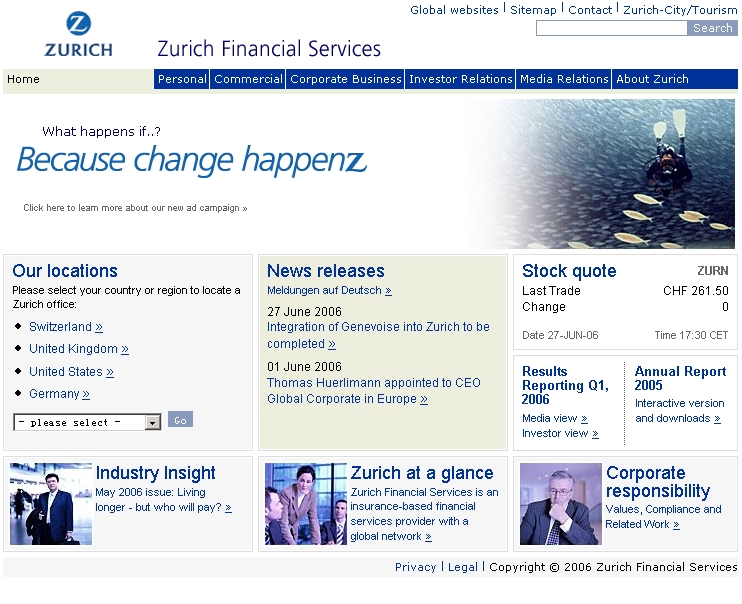 Global websites | Sitemap | Contact | Zurich-City/Tourism
ZURICH
Zurich Financial Services
Search
Home
Personal
Commercial
Corporate Business
Investor Relations
Media Relations
About Zurich
What happens if..?
Because change happenz
Click here to learn more about our new ad campaign »
Our locations
Please select your country or region to locate a
Zurich office:
Switzerland »
United Kingdom »
United States »
Germany »
- please select -
Go
News releases
Meldungen auf Deutsch »
27 June 2006
Integration of Genevoise into Zurich to be
completed »
01 June 2006
Thomas Huerlimann appointed to CEO
Global Corporate in Europe »
Stock quote ZURN
Last Trade CHF 261.50
Change 0
Date 27-JUN-06 Time 17:30 CET
Results
Reporting Q1,
2006
Media view »
Investor view »
Annual Report
2005
Interactive version
and downloads »
Industry Insight
May 2006 issue: Living
longer - but who will pay? »
Zurich at a glance
Zurich Financial Services is an
insurance-based financial
services provider with a
global network »
Corporate
responsibility
Values, Compliance and
Related Work »
Privacy | Legal | Copyright © 2006 Zurich Financial Services